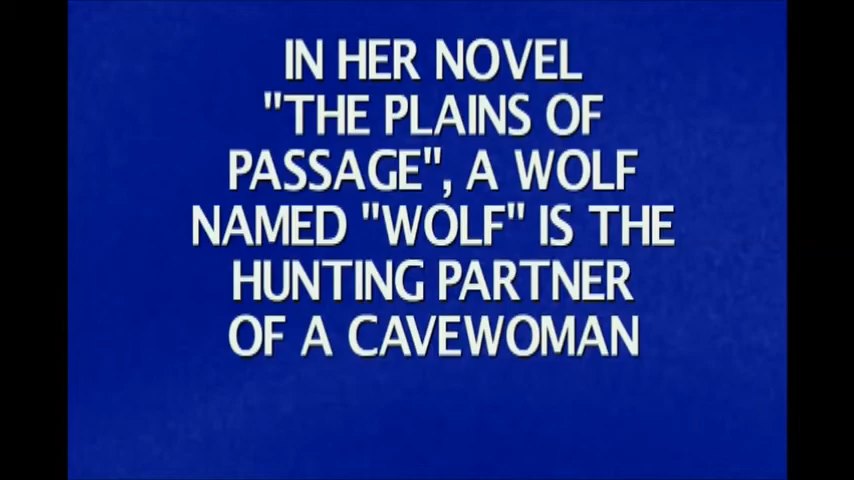 IN HER NOVEL
"THE PLAINS OF
PASSAGE", A WOLF
NAMED "WOLF" IS THE
HUNTING PARTNER
OF A CAVEWOMAN